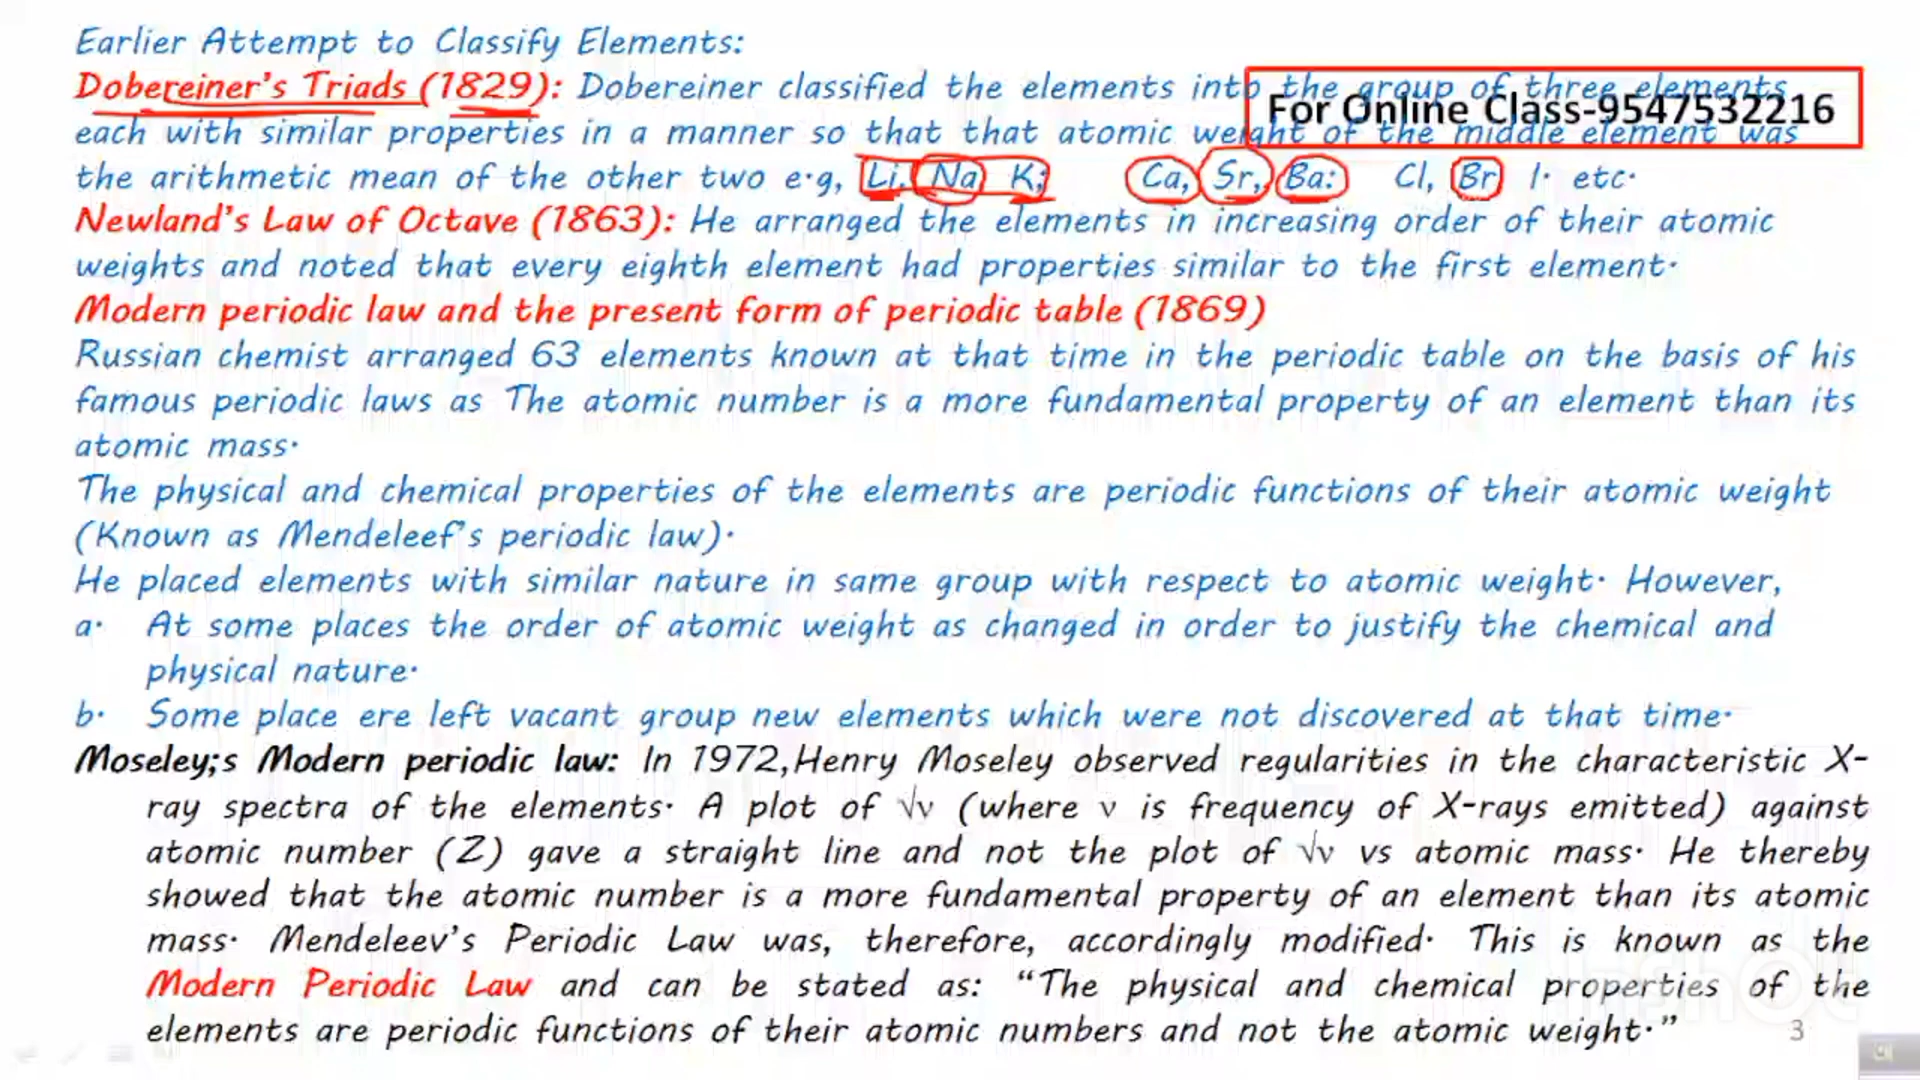 Earlier Attempt to Classify Elements:
Dobereiner's Triads (1829): Dobereiner classified the elements into the group of three elements
For Online Class-9547532216
each with similar properties in a manner so that that atomic weight of the middle element was
the arithmetic mean of the other two e·g, Li, Na K; Ca, Sr, Ba: Cl, Br I· etc·
Newland's Law of Octave (1863): He arranged the elements in increasing order of their atomic
weights and noted that every eighth element had properties similar to the first element·
Modern periodic law and the present form of periodic table (1869)
Russian chemist arranged 63 elements known at that time in the periodic table on the basis of his
famous periodic laws as The atomic number is a more fundamental property of an element than its
atomic mass·
The physical and chemical properties of the elements are periodic functions of their atomic weight
(Known as Mendeleef's periodic law)·
He placed elements with similar nature in same group with respect to atomic weight· However,
a· At some places the order of atomic weight as changed in order to justify the chemical and
physical nature·
b· Some place ere left vacant group new elements which were not discovered at that time·
Moseley;s Modern periodic law: In 1972,Henry Moseley observed regularities in the characteristic X-
ray spectra of the elements· A plot of √ν (where ν is frequency of X-rays emitted) against
atomic number (Z) gave a straight line and not the plot of √ν vs atomic mass· He thereby
showed that the atomic number is a more fundamental property of an element than its atomic
mass· Mendeleev's Periodic Law was, therefore, accordingly modified· This is known as the
Modern Periodic Law and can be stated as: “The physical and chemical properties of the
elements are periodic functions of their atomic numbers and not the atomic weight·”
3